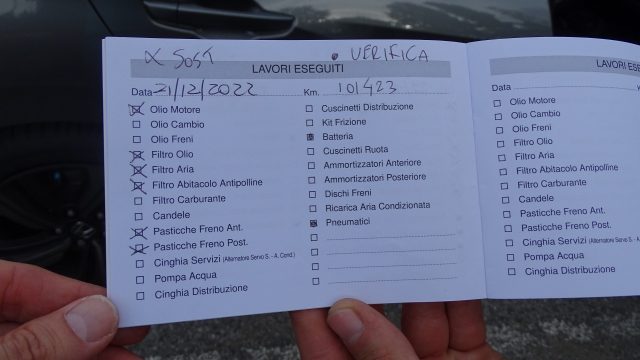 X SOST
• VERIFICA
LAVORI ESEGUITI
Data 21/12/2022 Km. 101423
Olio Motore
Olio Cambio
Olio Freni
Filtro Olio
Filtro Aria
Filtro Abitacolo Antipolline
Filtro Carburante
Candele
Pasticche Freno Ant.
Pasticche Freno Post.
Cinghia Servizi (Alternatore Servo S. - A. Cond.)
Pompa Acqua
Cinghia Distribuzione
Cuscinetti Distribuzione
Kit Frizione
Batteria
Cuscinetti Ruota
Ammortizzatori Anteriore
Ammortizzatori Posteriore
Dischi Freni
Ricarica Aria Condizionata
Pneumatici
LAVORI ESE
Data
Olio Motore
Olio Cambio
Olio Freni
Filtro Olio
Filtro Aria
Filtro Abitacolo Antipolline
Filtro Carburante
Candele
Pasticche Freno Ant.
Pasticche Freno Post.
Cinghia Servizi (Alternatore Servo S. - A.
Pompa Acqua
Cinghia Distribuzione